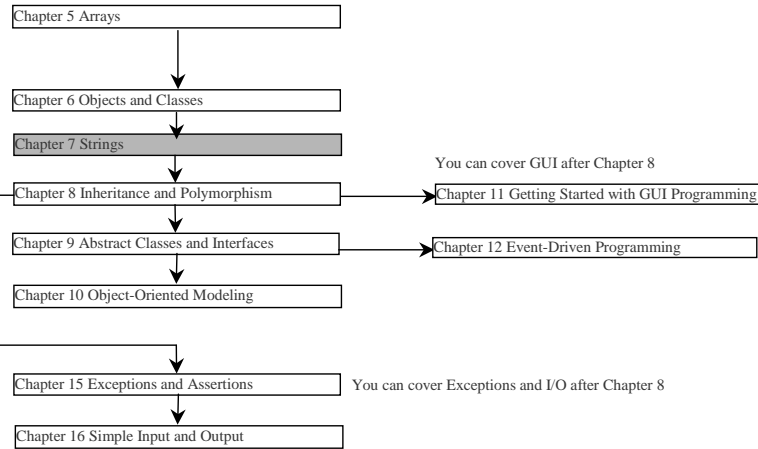 Chapter 5 Arrays
Chapter 6 Objects and Classes
Chapter 7 Strings
You can cover GUI after Chapter 8
Chapter 8 Inheritance and Polymorphism
Chapter 11 Getting Started with GUI Programming
Chapter 9 Abstract Classes and Interfaces
Chapter 12 Event-Driven Programming
Chapter 10 Object-Oriented Modeling
Chapter 15 Exceptions and Assertions
You can cover Exceptions and I/O after Chapter 8
Chapter 16 Simple Input and Output